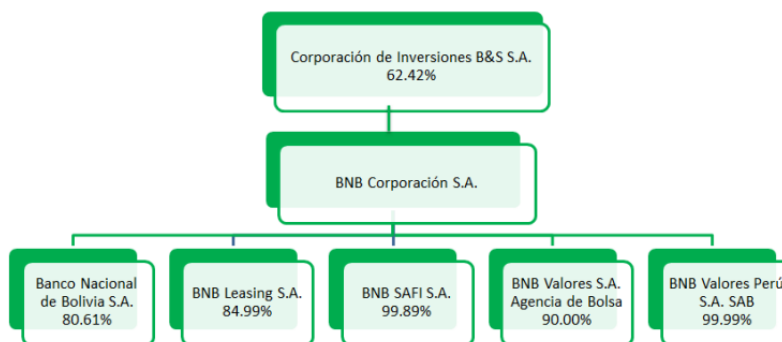 Corporación de Inversiones B&S S.A.
62.42%
BNB Corporación S.A.
Banco Nacional
de Bolivia S.A.
80.61%
BNB Leasing S.A.
84.99%
BNB SAFI S.A.
99.89%
BNB Valores S.A.
Agencia de Bolsa
90.00%
BNB Valores Perú
S.A. SAB
99.99%